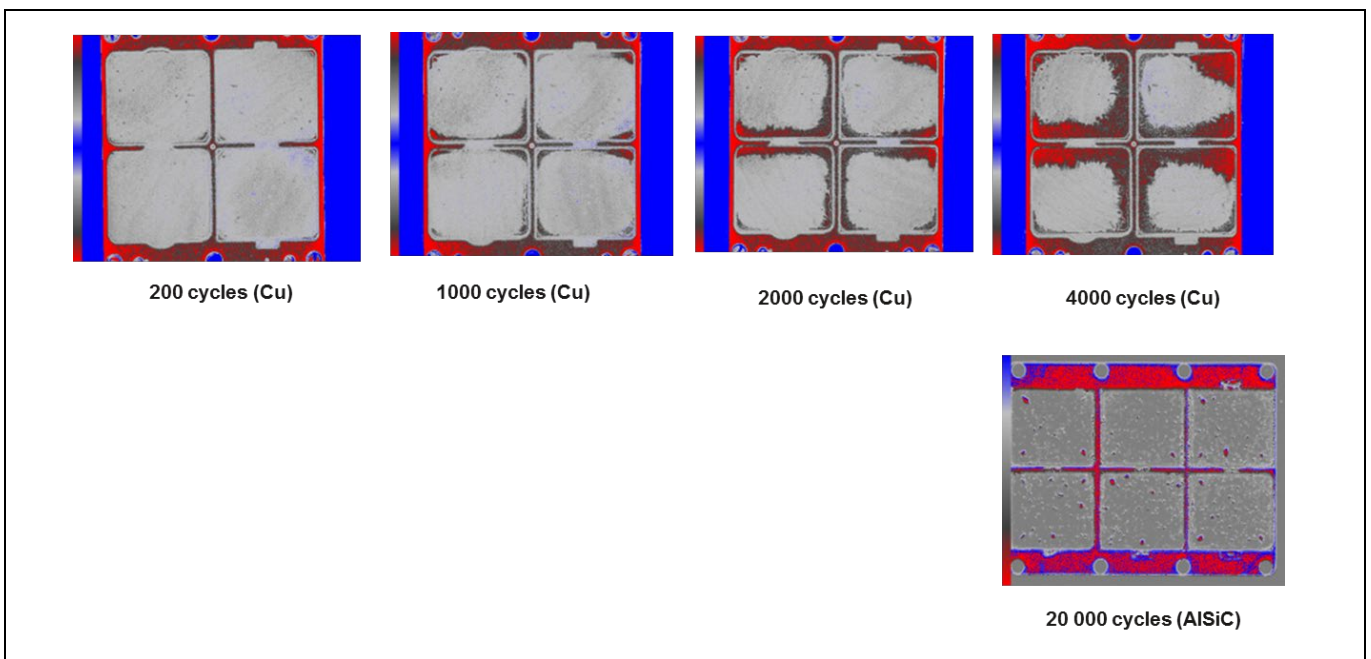 200 cycles (Cu)
1000 cycles (Cu)
2000 cycles (Cu)
4000 cycles (Cu)
20 000 cycles (AlSiC)